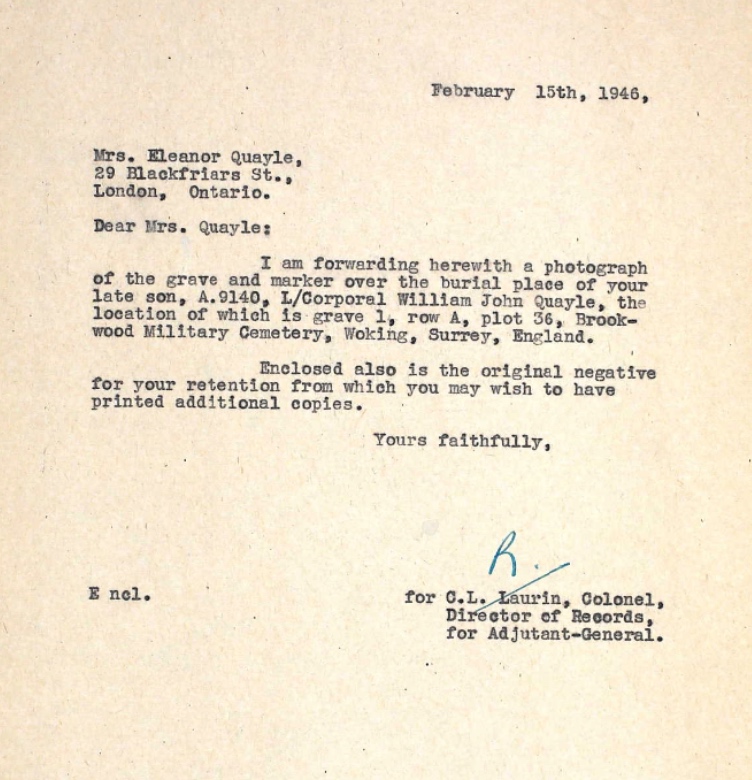 February 15th, 1946,
Mrs. Eleanor Quayle,
29 Blackfriars St.,
London, Ontario.
Dear Mrs. Quayle:
I am forwarding herewith a photograph
of the grave and marker over the burial place of your
late son, A.9140, L/Corporal William John Quayle, the
location of which is grave 1, row A, plot 36, Brook-
wood Military Cemetery, Woking, Surrey, England.
Enclosed also is the original negative
for your retention from which you may wish to have
printed additional copies.
Yours faithfully,
R.
E ncl.
for C.L. Laurin, Colonel,
Director of Records,
for Adjutant-General.